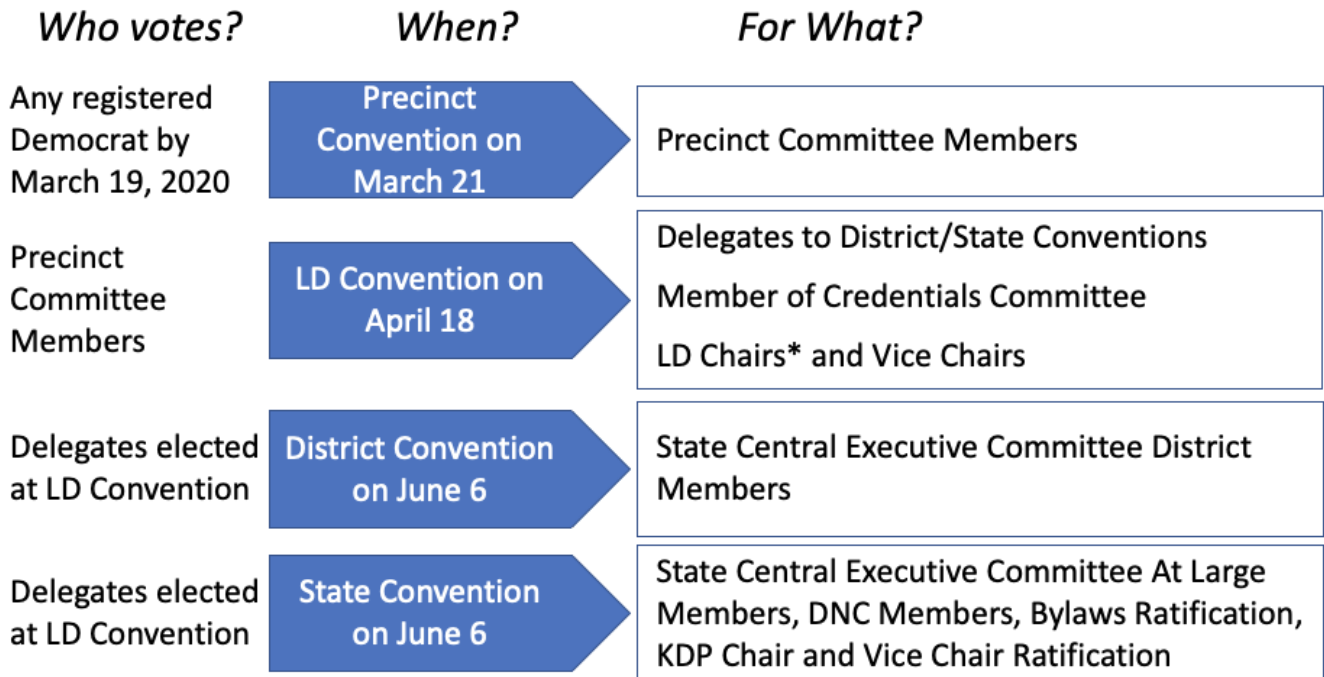 Who votes?
When?
For What?
Any registered
Democrat by
March 19, 2020
Precinct
Convention on
March 21
Precinct Committee Members
Precinct
Committee
Members
LD Convention on
April 18
Delegates to District/State Conventions
Member of Credentials Committee
LD Chairs* and Vice Chairs
Delegates elected
at LD Convention
District Convention
on June 6
State Central Executive Committee District
Members
Delegates elected
at LD Convention
State Convention
on June 6
State Central Executive Committee At Large
Members, DNC Members, Bylaws Ratification,
KDP Chair and Vice Chair Ratification